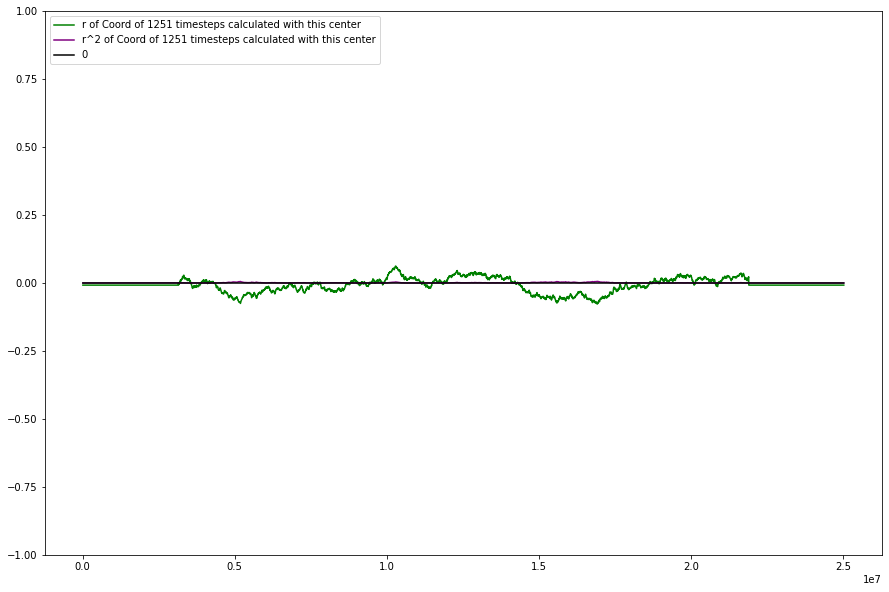 r of Coord of 1251 timesteps calculated with this center
r^2 of Coord of 1251 timesteps calculated with this center
0
1.00
0.75
0.50
0.25
0.00
−0.25
−0.50
−0.75
−1.00
0.0 0.5 1.0 1.5 2.0 2.5
1e7